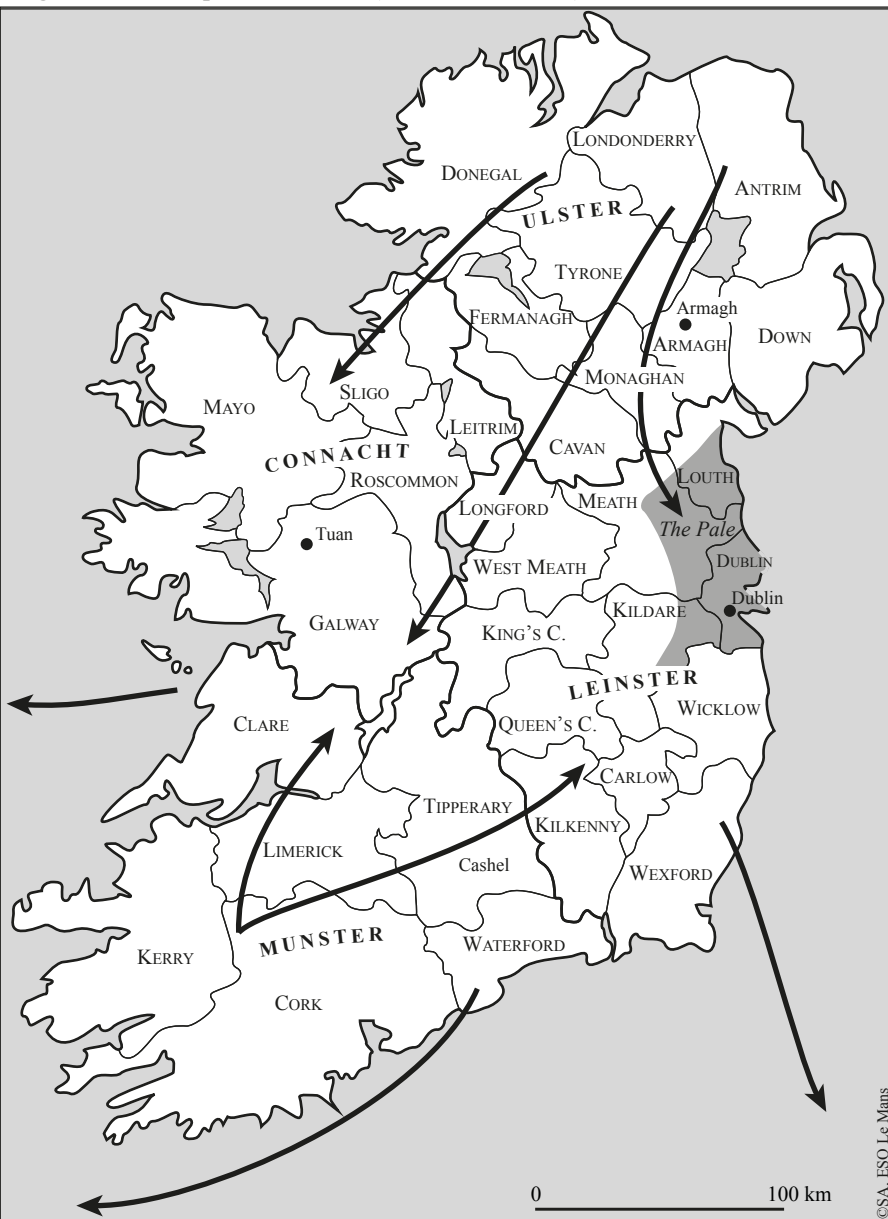 LONDONDERRY
DONEGAL
ANTRIM
ULSTER
TYRONE
Armagh
FERMANAGH
ARMAGH
DOWN
MONAGHAN
SLIGO
MAYO
LEITRIM
CAVAN
CONNACHT
ROSCOMMON
LOUTH
LONGFORD
MEATH
The Pale
Tuan
WEST MEATH
DUBLIN
Dublin
KILDARE
GALWAY
KING'S C.
LEINSTER
WICKLOW
CLARE
QUEEN'S C.
CARLOW
TIPPERARY
KILKENNY
LIMERICK
Cashel
WEXFORD
MUNSTER
WATERFORD
KERRY
CORK
0
100 km
©SA, ESO Le Mans